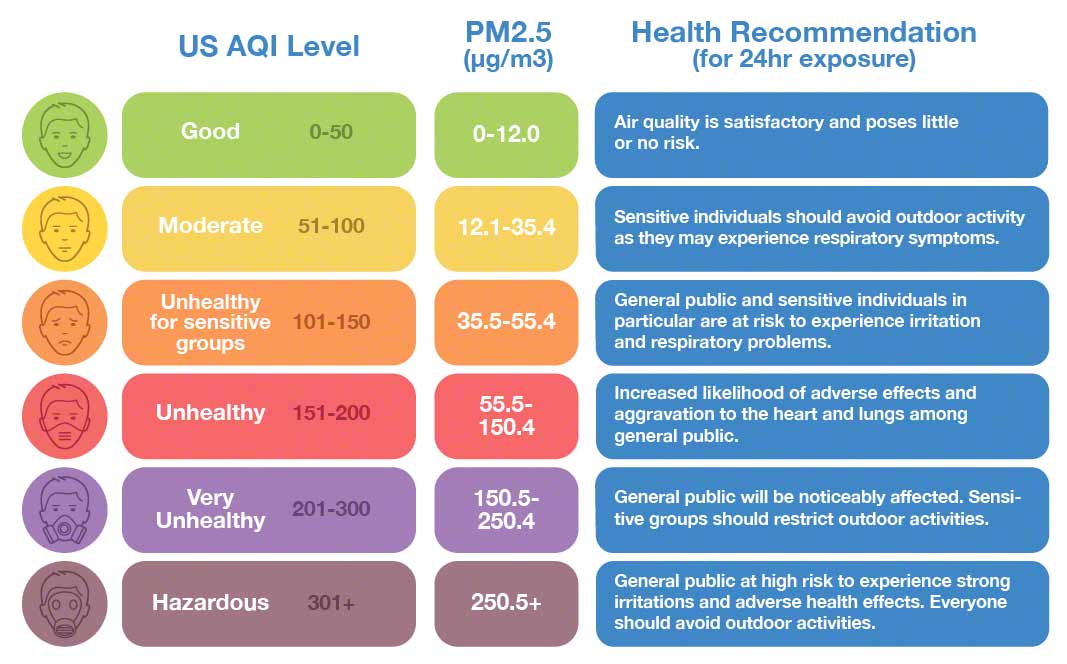 US AQI Level
PM2.5
(µg/m3)
Health Recommendation
(for 24hr exposure)
Good
0-50
0-12.0
Air quality is satisfactory and poses little
or no risk.
Moderate
51-100
12.1-35.4
Sensitive individuals should avoid outdoor activity
as they may experience respiratory symptoms.
Unhealthy
for sensitive
groups
101-150
35.5-55.4
General public and sensitive individuals in
particular are at risk to experience irritation
and respiratory problems.
Unhealthy
151-200
55.5-
150.4
Increased likelihood of adverse effects and
aggravation to the heart and lungs among
general public.
Very
Unhealthy
201-300
150.5-
250.4
General public will be noticeably affected. Sensi-
tive groups should restrict outdoor activities.
Hazardous
301+
250.5+
General public at high risk to experience strong
irritations and adverse health effects. Everyone
should avoid outdoor activities.